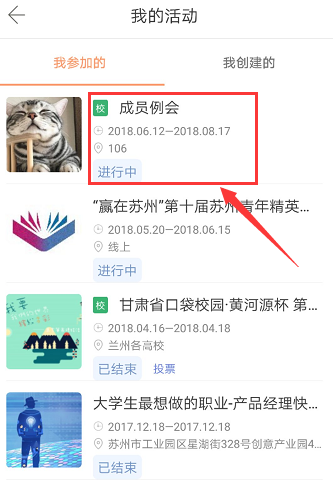 我的活动
我参加的
我创建的
校 成员例会
2018.06.12—2018.08.17
106
进行中
“赢在苏州”第十届苏州青年精英...
2018.05.20—2018.06.15
线上
进行中
校 甘肃省口袋校园·黄河源杯 第...
2018.04.16—2018.04.18
兰州各高校
已结束 投票
大学生最想做的职业-产品经理快...
2017.12.18—2017.12.18
苏州市工业园区星湖街328号创意产业园4...
已结束